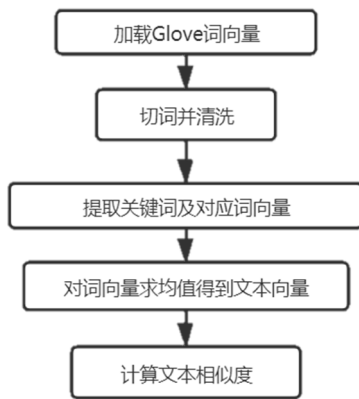 加载Glove词向量
切词并清洗
提取关键词及对应词向量
对词向量求均值得到文本向量
计算文本相似度